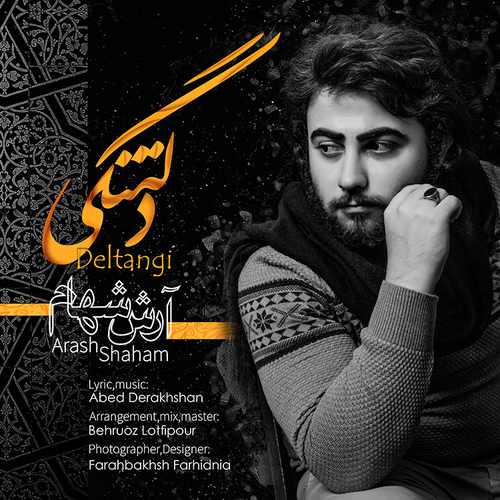 دلتنگی
Deltangi
آرش شهام
Arash Shaham
Lyric,music:
Abed Derakhshan
Arrangement,mix,master:
Behruoz Lotfipour
Photographer,Designer:
Farahbakhsh Farhidnia